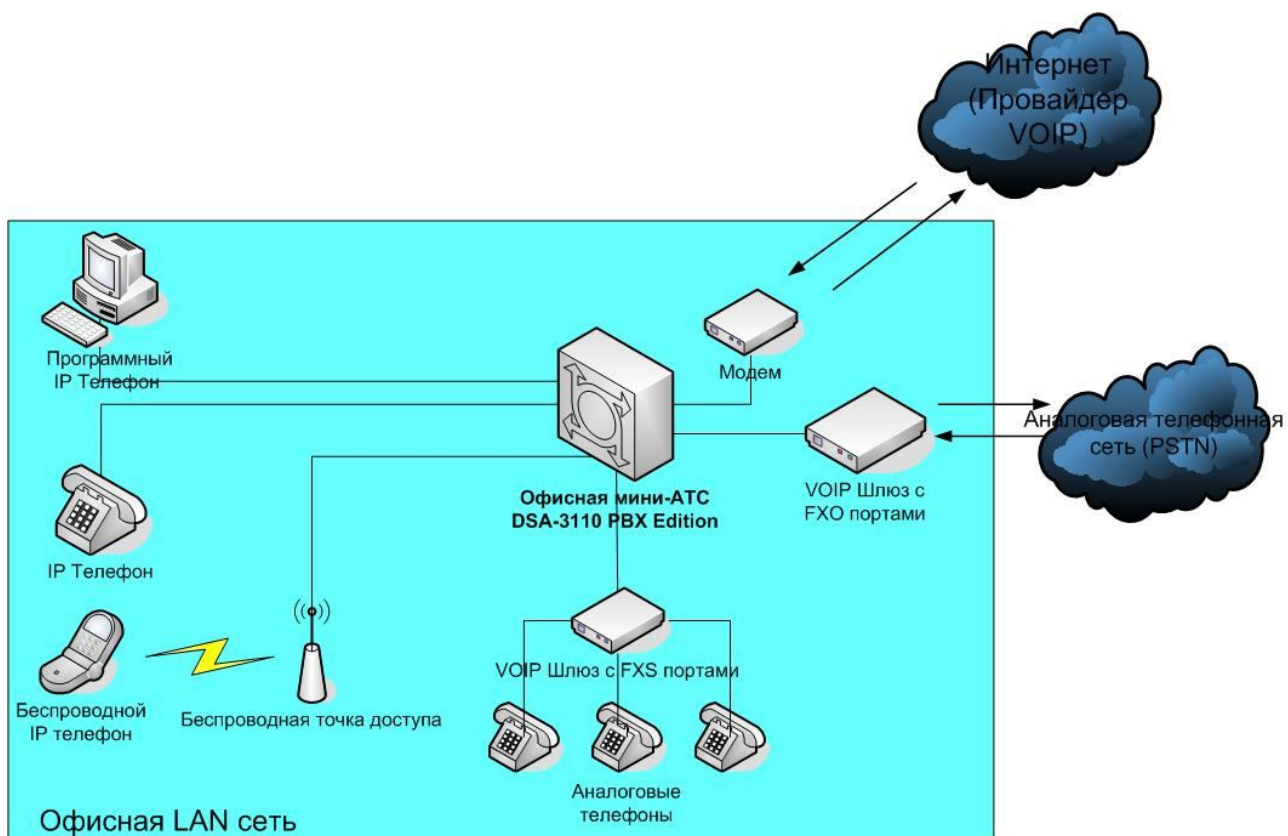 Интернет
(Провайдер
VOIP)
Программный
IP Телефон
Модем
Аналоговая телефонная
сеть (PSTN)
VOIP Шлюз с
FXO портами
Офисная мини-АТС
DSA-3110 PBX Edition
IP Телефон
VOIP Шлюз с FXS портами
Беспроводной
IP телефон
Беспроводная точка доступа
Аналоговые
телефоны
Офисная LAN сеть